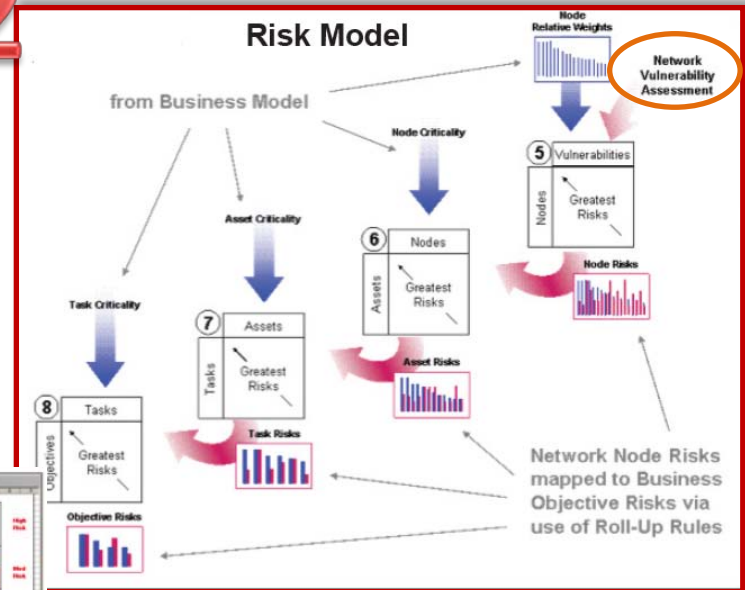 Risk Model
Node
Relative Weights
Network
Vulnerability
Assessment
from Business Model
Node Criticality
5
Vulnerabilities
Nodes
Greatest
Risks
Asset Criticality
6
Nodes
Assets
Greatest
Risks
Node Risks
Task Criticality
7
Assets
Tasks
Greatest
Risks
Asset Risks
8
Tasks
Objectives
Greatest
Risks
Task Risks
Network Node Risks
mapped to Business
Objective Risks via
use of Roll-Up Rules
Objective Risks
High
Risk
Med
Risk